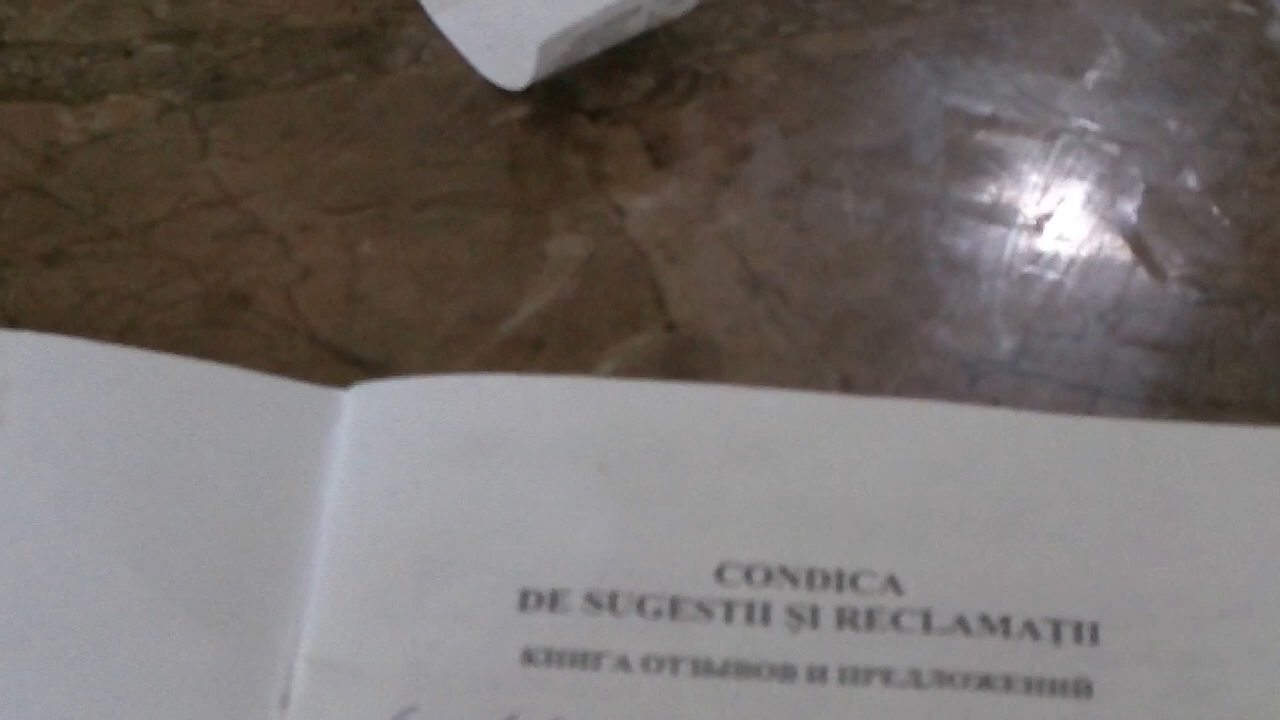 CONDICA
DE SUGESTII ȘI RECLAMAȚII
КНИГА ОТЗЫВОВ И ПРЕДЛОЖЕНИЙ